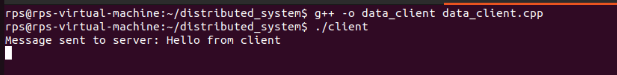 rps@rps-virtual-machine:~/distributed_system$ g++ -o data_client data_client.cpp
rps@rps-virtual-machine:~/distributed_system$ ./client
Message sent to server: Hello from client